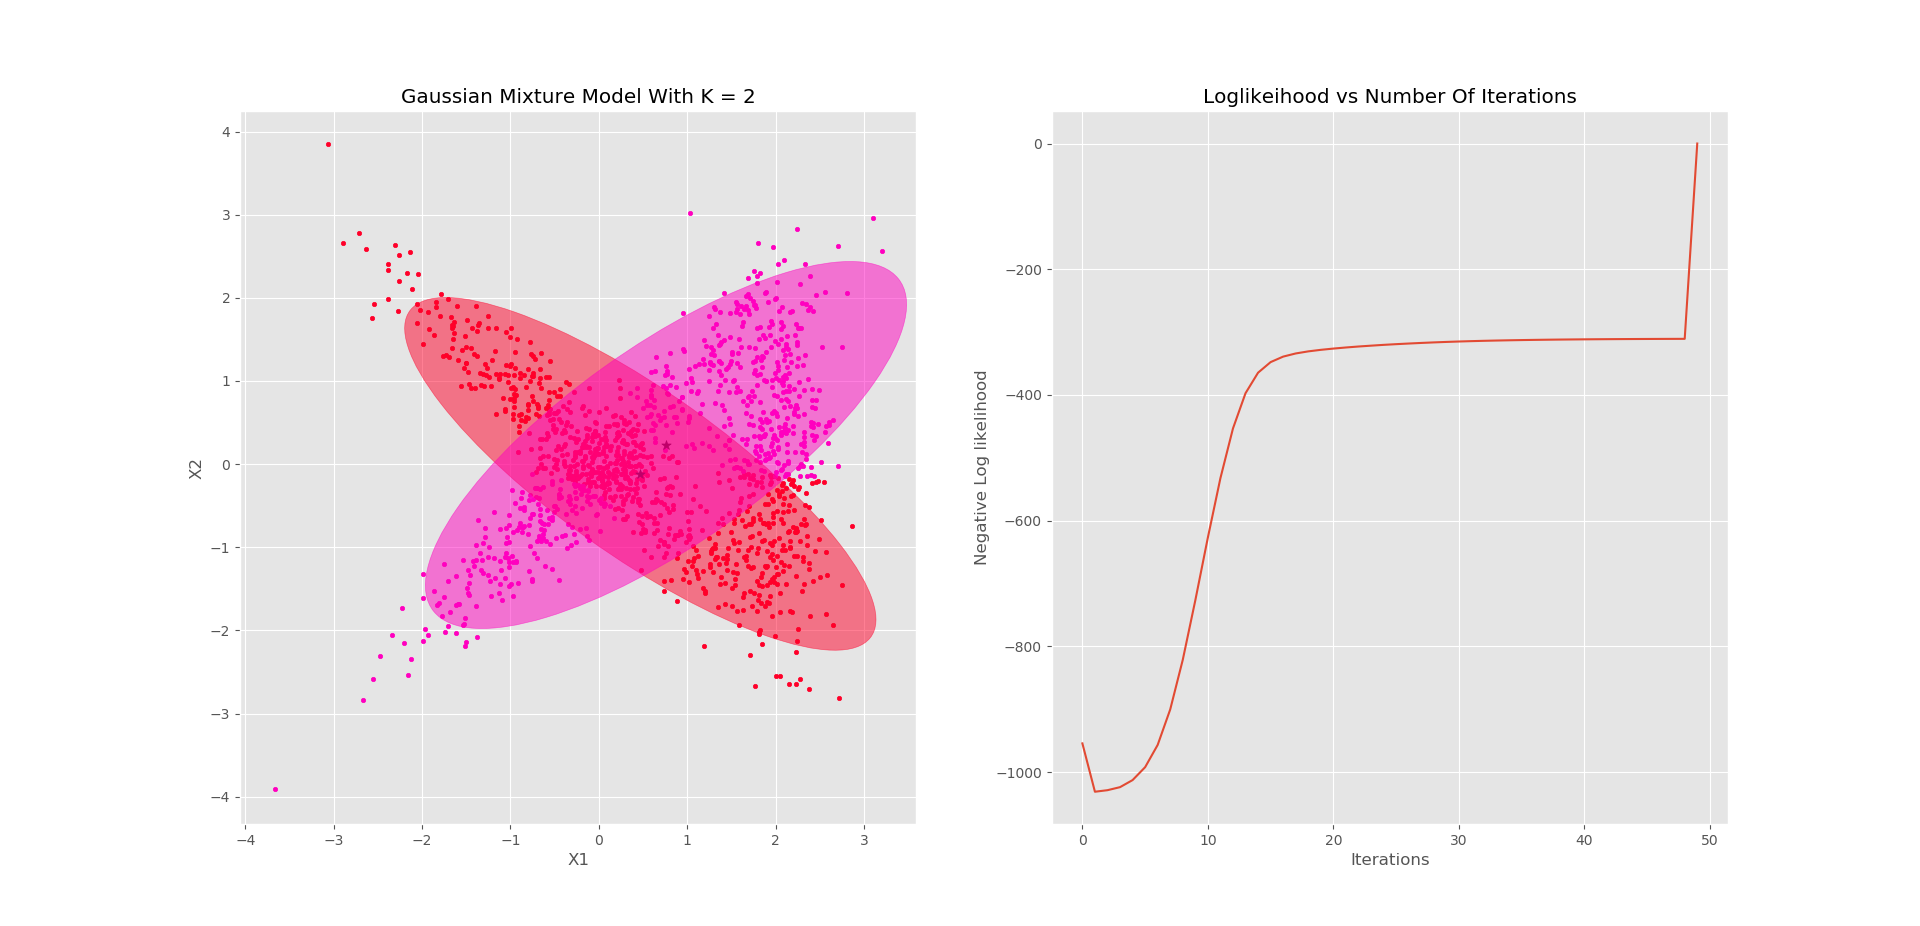 Gaussian Mixture Model With K = 2
4
3
2
1
0
−1
−2
−3
−4
X2
−4 −3 −2 −1 0 1 2 3
X1
Loglikeihood vs Number Of Iterations
0
−200
−400
−600
−800
−1000
Negative Log likelihood
0 10 20 30 40 50
Iterations